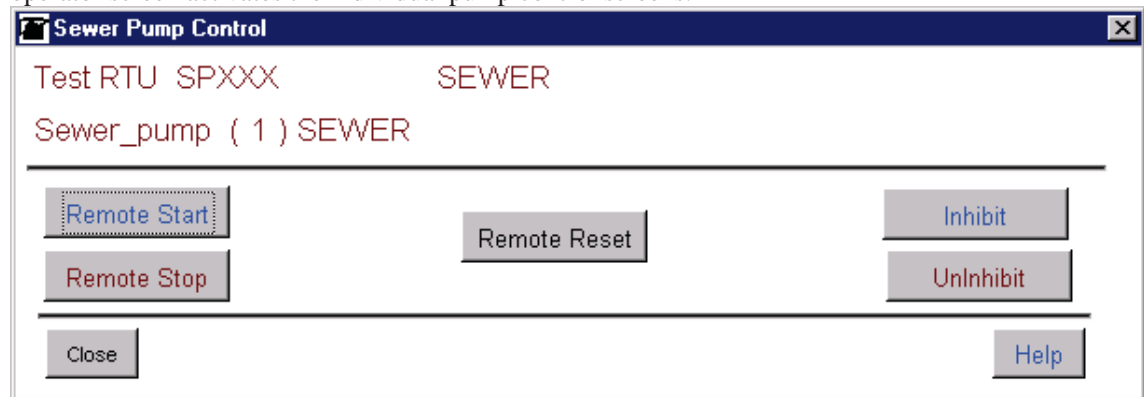 Sewer Pump Control
Test RTU SPXXX SEWER
Sewer_pump ( 1 ) SEWER
Remote Start
Inhibit
Remote Reset
Remote Stop
UnInhibit
Close
Help